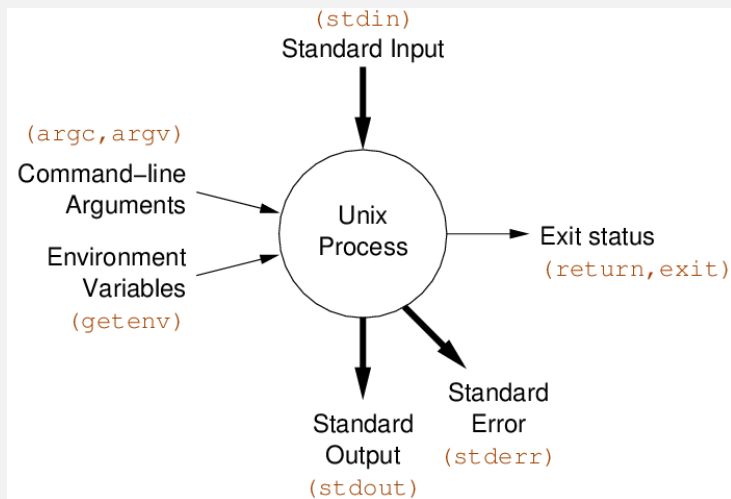 (stdin)
Standard Input
(argc,argv)
Command-line
Arguments
Environment
Variables
(getenv)
Unix
Process
Exit status
(return,exit)
Standard
Output
(stdout)
Standard
Error
(stderr)